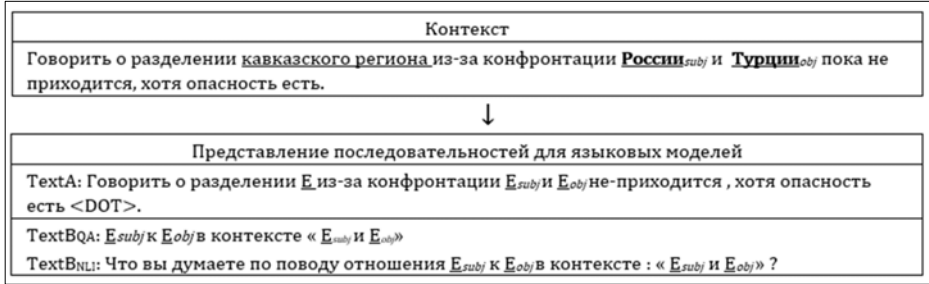 Контекст
Говорить о разделении кавказского региона из-за конфронтации Россииsubj и Турцииobj пока не
приходится, хотя опасность есть.
↓
Представление последовательностей для языковых моделей
TextA: Говорить о разделении E из-за конфронтации Esubj и Eobj не-приходится , хотя опасность
есть <DOT>.
TextBQA: Esubj к Eobj в контексте « Esubj и Eobj»
TextBNLI: Что вы думаете по поводу отношения Esubj к Eobj в контексте : « Esubj и Eobj» ?